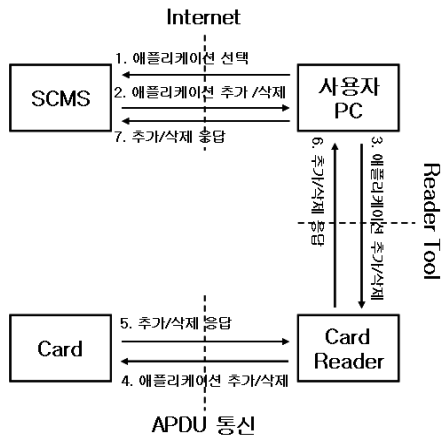 Internet
1. 애플리케이션 선택
SCMS
2. 애플리케이션 추가 /삭제
사용자
PC
7. 추가/삭제 응답
6. 추가/삭제 응답
3. 애플리케이션 추가/삭제
Reader Tool
5. 추가/삭제 응답
Card
Card
Reader
4. 애플리케이션 추가/삭제
APDU 통신